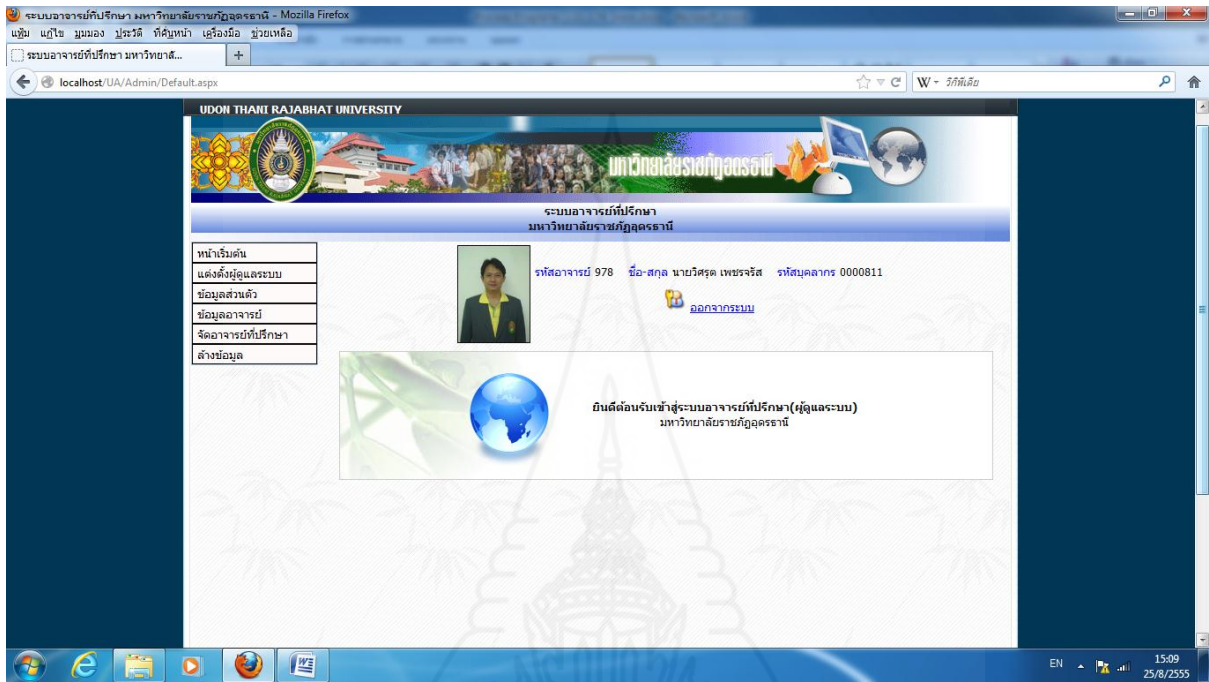 ระบบอาจารย์ที่ปรึกษา มหาวิทยาลัยราชภัฏอุดรธานี - Mozilla Firefox
แฟ้ม แก้ไข มุมมอง ประวัติ ที่คั่นหน้า เครื่องมือ ช่วยเหลือ
ระบบอาจารย์ที่ปรึกษา มหาวิทยาลั... +
localhost/UA/Admin/Default.aspx W วิกิพีเดีย
UDON THANI RAJABHAT UNIVERSITY
มหาวิทยาลัยราชภัฏอุดรธานี
ระบบอาจารย์ที่ปรึกษา
มหาวิทยาลัยราชภัฏอุดรธานี
หน้าเริ่มต้น
แต่งตั้งผู้ดูแลระบบ
ข้อมูลส่วนตัว
ข้อมูลอาจารย์
จัดอาจารย์ที่ปรึกษา
ล้างข้อมูล
รหัสอาจารย์ 978 ชื่อ-สกุล นายวิศรุต เพชรจรัส รหัสบุคลากร 0000811
ออกจากระบบ
ยินดีต้อนรับเข้าสู่ระบบอาจารย์ที่ปรึกษา(ผู้ดูแลระบบ)
มหาวิทยาลัยราชภัฏอุดรธานี
EN 15:09
25/8/2555